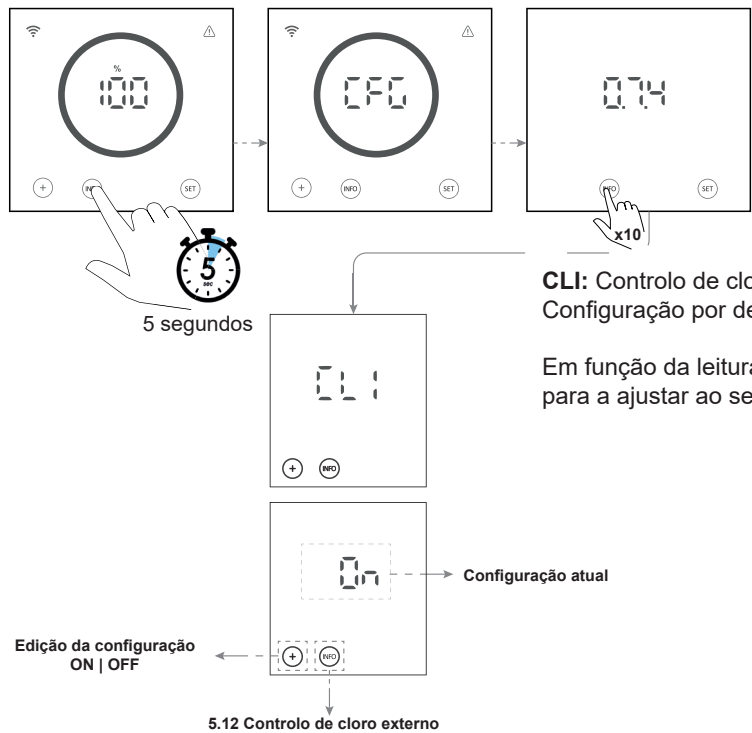 %
100
+
INFO
SET
5
sec
5 segundos
CFG
+
INFO
SET
0.7.4
INFO
SET
x10
CLI: Controlo de clo
Configuração por de
Em função da leitura
para a ajustar ao se
CL1
+
INFO
On
Configuração atual
Edição da configuração
ON | OFF
+
INFO
5.12 Controlo de cloro externo